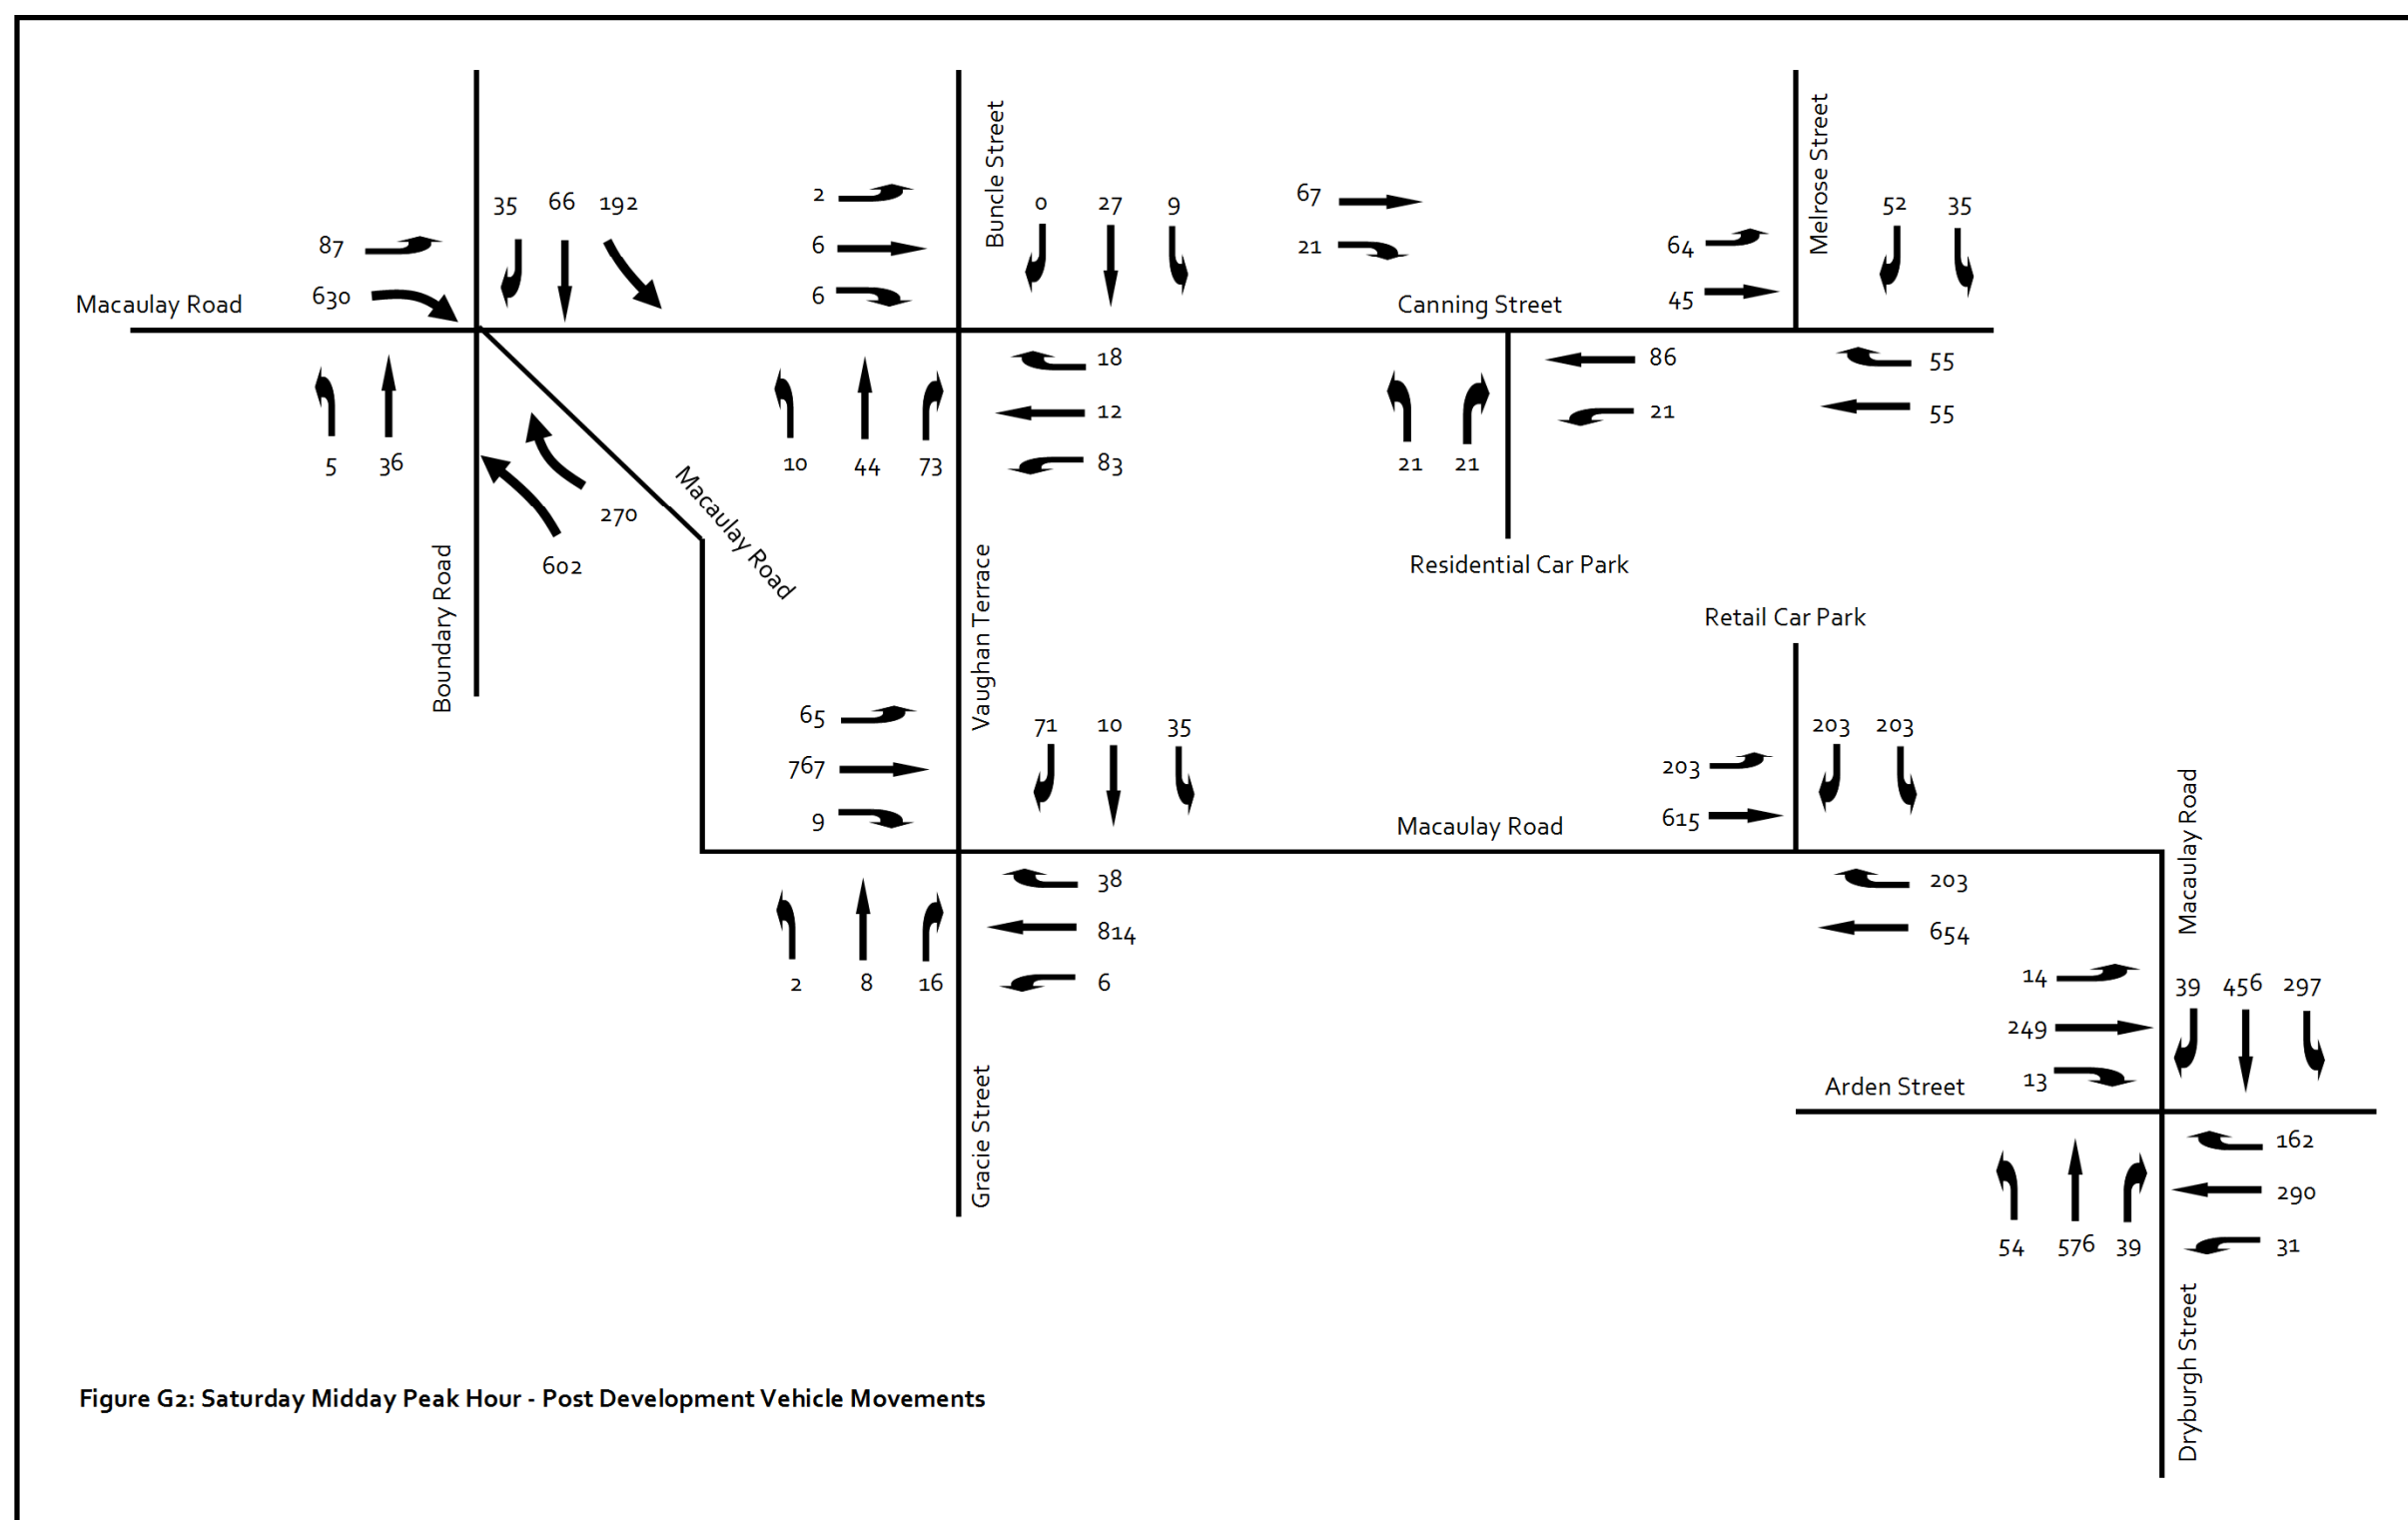 Buncle Street
Melrose Street
2
35 66 192
0 27 9
67
52 35
87
6
21
64
630
6
45
Macaulay Road
Canning Street
18
86
55
12
21
55
5 36
10 44 73
83
21 21
270
Macaulay Road
602
Boundary Road
Vaughan Terrace
Residential Car Park
Retail Car Park
65
71 10 35
203 203
767
203
9
615
Macaulay Road
Macaulay Road
38
203
814
654
2 8 16
6
14
39 456 297
249
13
Arden Street
Gracie Street
162
290
54 576 39
31
Dryburgh Street
Figure G2: Saturday Midday Peak Hour - Post Development Vehicle Movements